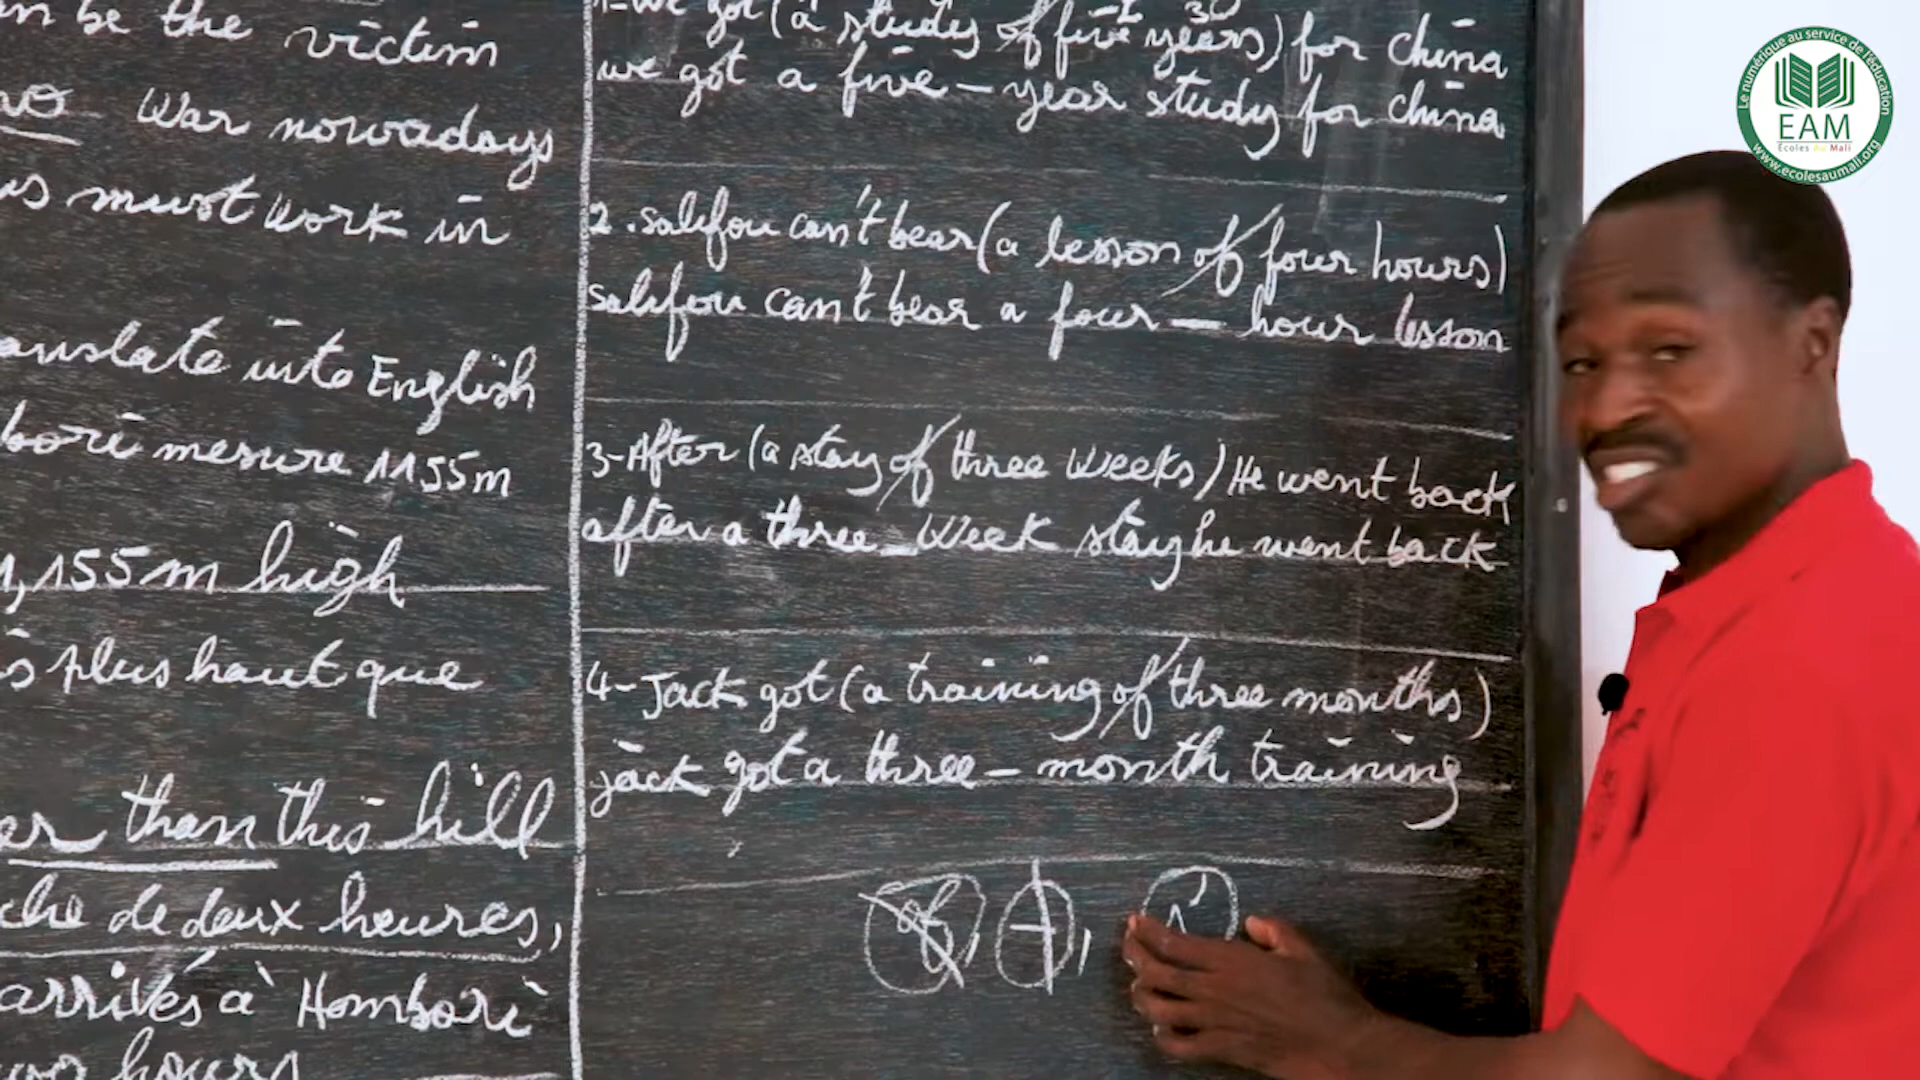 n be the victim
War nowadays
us must work in
anslate into English
bori mesure 1155m
1,155m high
s plus haut que
er than this hill
che de deux heures,
arrivés à Hombori
hours
1-we got (a study of five years) for china
we got a five-year study for china
2. Salifou can't bear (a lesson of four hours)
salifou can't bear a four-hour lesson
3-After (a stay of three weeks) He went back
after a three-week stay he went back
4-Jack got (a training of three months)
jack got a three-month training
of, ,
Le numérique au service de l'éducation
EAM
Écoles au Mali
www.ecolesaumali.org